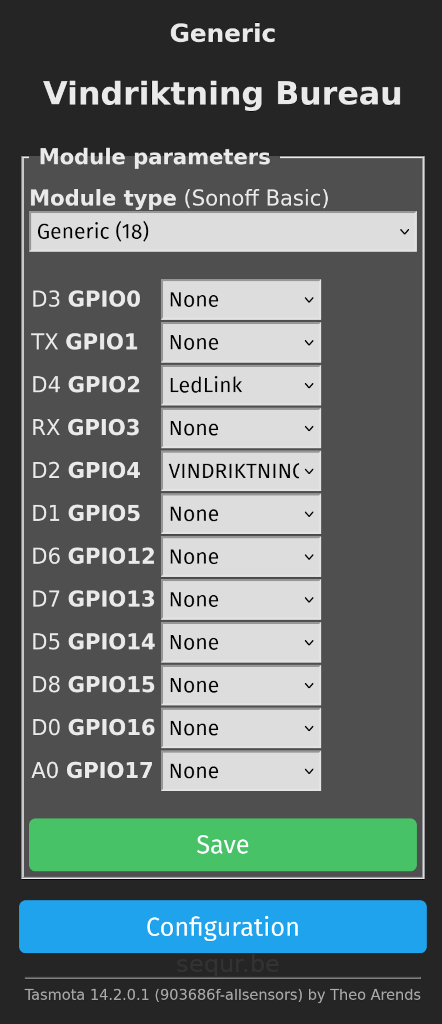 Generic
Vindriktning Bureau
Module parameters
Module type (Sonoff Basic)
Generic (18)
D3 GPIO0 None
TX GPIO1 None
D4 GPIO2 LedLink
RX GPIO3 None
D2 GPIO4 VINDRIKTNING
D1 GPIO5 None
D6 GPIO12 None
D7 GPIO13 None
D5 GPIO14 None
D8 GPIO15 None
D0 GPIO16 None
A0 GPIO17 None
Save
Configuration
sequr.be
Tasmota 14.2.0.1 (903686f-allsensors) by Theo Arends